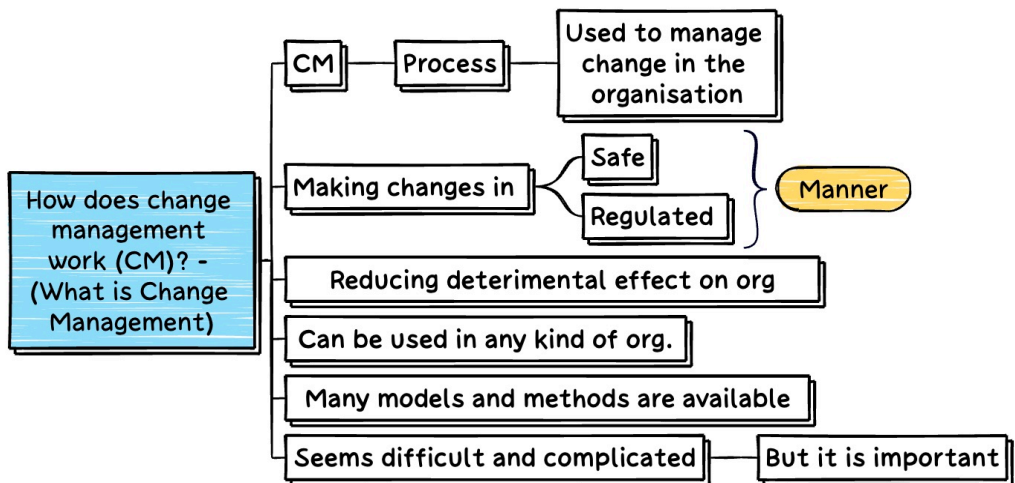 How does change
management
work (CM)? -
(What is Change
Management)
CM
Process
Used to manage
change in the
organisation
Making changes in
Safe
Regulated
Manner
Reducing deterimental effect on org
Can be used in any kind of org.
Many models and methods are available
Seems difficult and complicated
But it is important